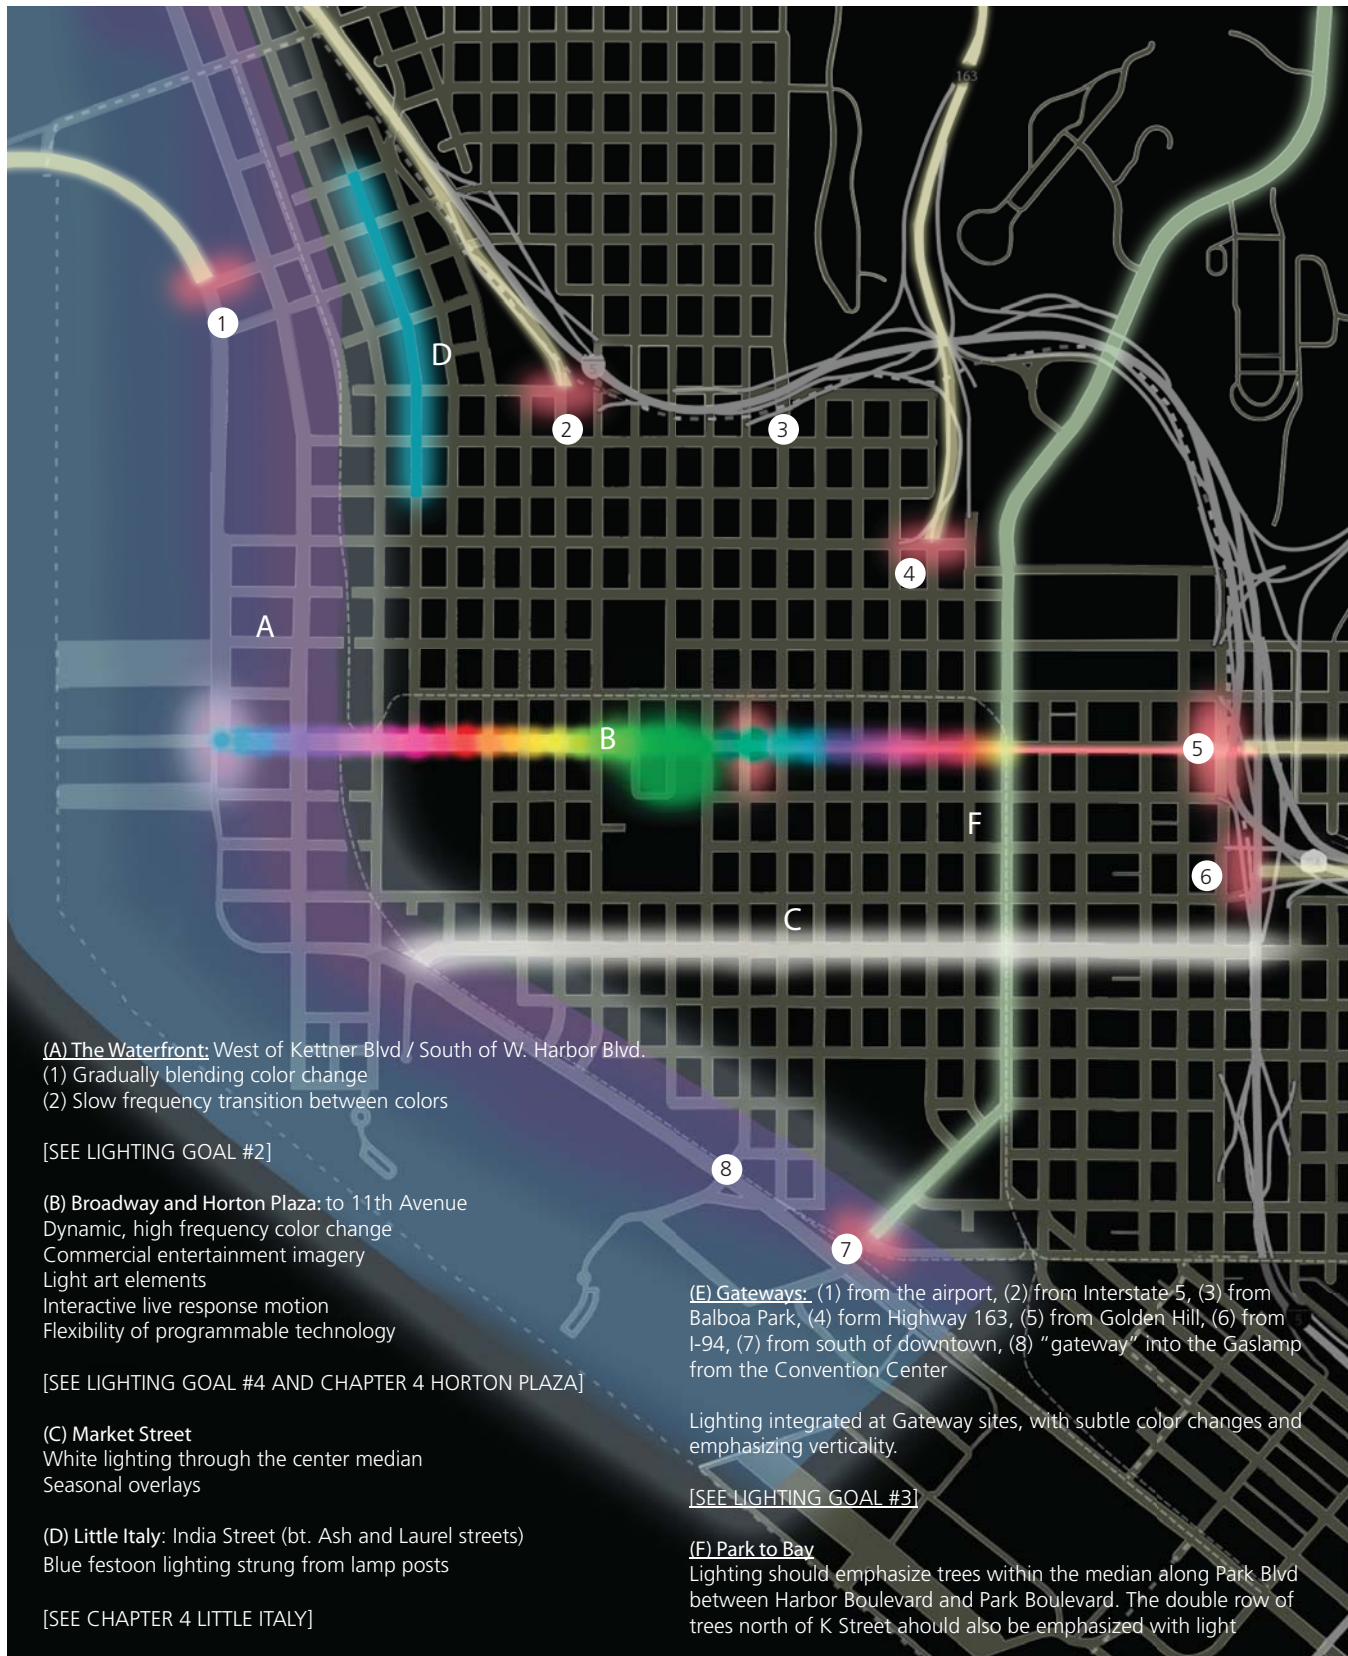 163
1
D
5
2
3
4
A
B
5
F
6
C
(A) The Waterfront: West of Kettner Blvd / South of W. Harbor Blvd.
(1) Gradually blending color change
(2) Slow frequency transition between colors
[SEE LIGHTING GOAL #2]
(B) Broadway and Horton Plaza: to 11th Avenue
Dynamic, high frequency color change
Commercial entertainment imagery
Light art elements
Interactive live response motion
Flexibility of programmable technology
[SEE LIGHTING GOAL #4 AND CHAPTER 4 HORTON PLAZA]
(C) Market Street
White lighting through the center median
Seasonal overlays
(D) Little Italy: India Street (bt. Ash and Laurel streets)
Blue festoon lighting strung from lamp posts
[SEE CHAPTER 4 LITTLE ITALY]
8
7
(E) Gateways: (1) from the airport, (2) from Interstate 5, (3) from
Balboa Park, (4) form Highway 163, (5) from Golden Hill, (6) from
I-94, (7) from south of downtown, (8) “gateway” into the Gaslamp
from the Convention Center
Lighting integrated at Gateway sites, with subtle color changes and
emphasizing verticality.
[SEE LIGHTING GOAL #3]
(F) Park to Bay
Lighting should emphasize trees within the median along Park Blvd
between Harbor Boulevard and Park Boulevard. The double row of
trees north of K Street ahould also be emphasized with light